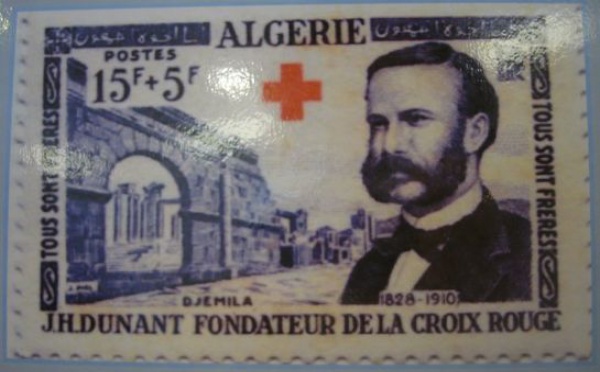 ALGERIE
POSTES
15F+5F
TOUS SONT FRERES
TOUS SONT FRERES
DJEMILA
1828-1910
J.H.DUNANT FONDATEUR DE LA CROIX ROUGE